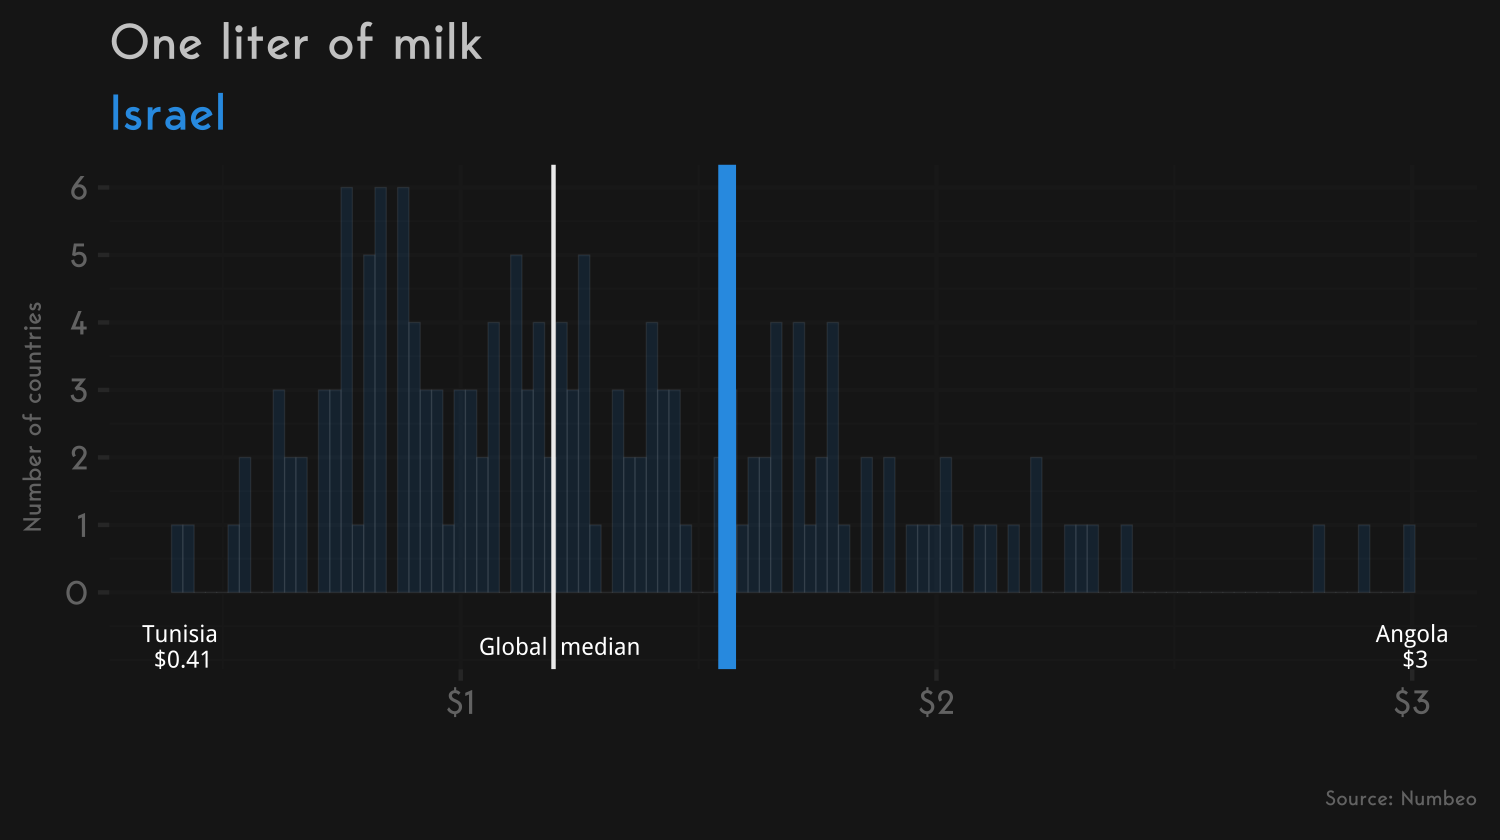 One liter of milk
Israel
Number of countries
6
5
4
3
2
1
0
Tunisia
$0.41
Global median
Angola
$3
$1
$2
$3
Source: Numbeo